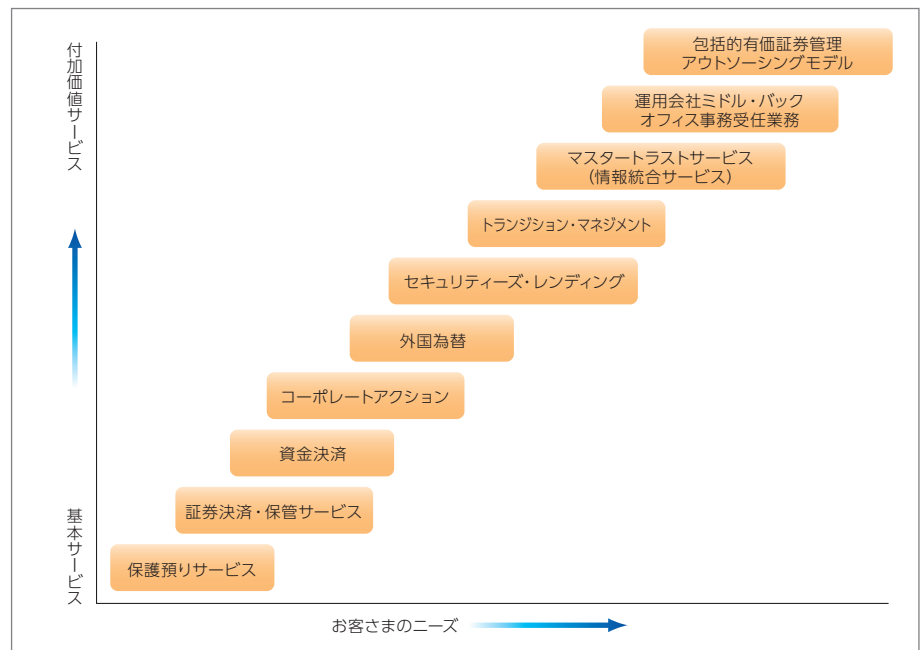 付加価値サービス
包括的有価証券管理
アウトソーシングモデル
運用会社ミドル・バック
オフィス事務受任業務
マスタートラストサービス
（情報統合サービス）
トランジション・マネジメント
セキュリティーズ・レンディング
外国為替
コーポレートアクション
資金決済
証券決済・保管サービス
保護預りサービス
基本サービス
お客さまのニーズ